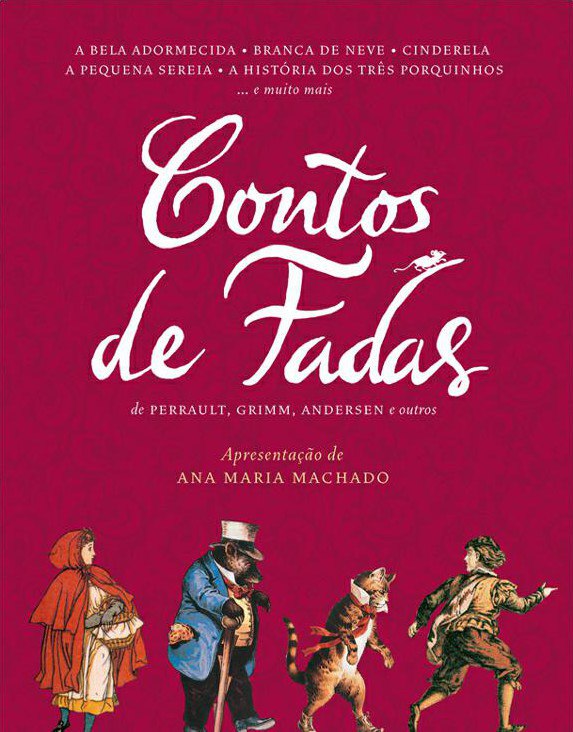 A BELA ADORMECIDA • BRANCA DE NEVE • CINDERELA
A PEQUENA SEREIA • A HISTÓRIA DOS TRÊS PORQUINHOS
... e muito mais
Contos
de Fadas
de PERRAULT, GRIMM, ANDERSEN e outros
Apresentação de
ANA MARIA MACHADO